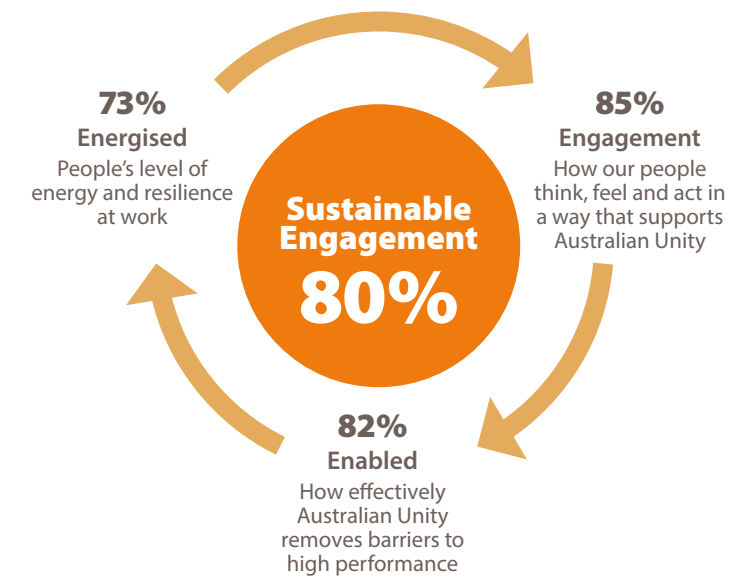 73%
Energised
People’s level of
energy and resilience
at work
85%
Engagement
How our people
think, feel and act in
a way that supports
Australian Unity
Sustainable
Engagement
80%
82%
Enabled
How effectively
Australian Unity
removes barriers to
high performance